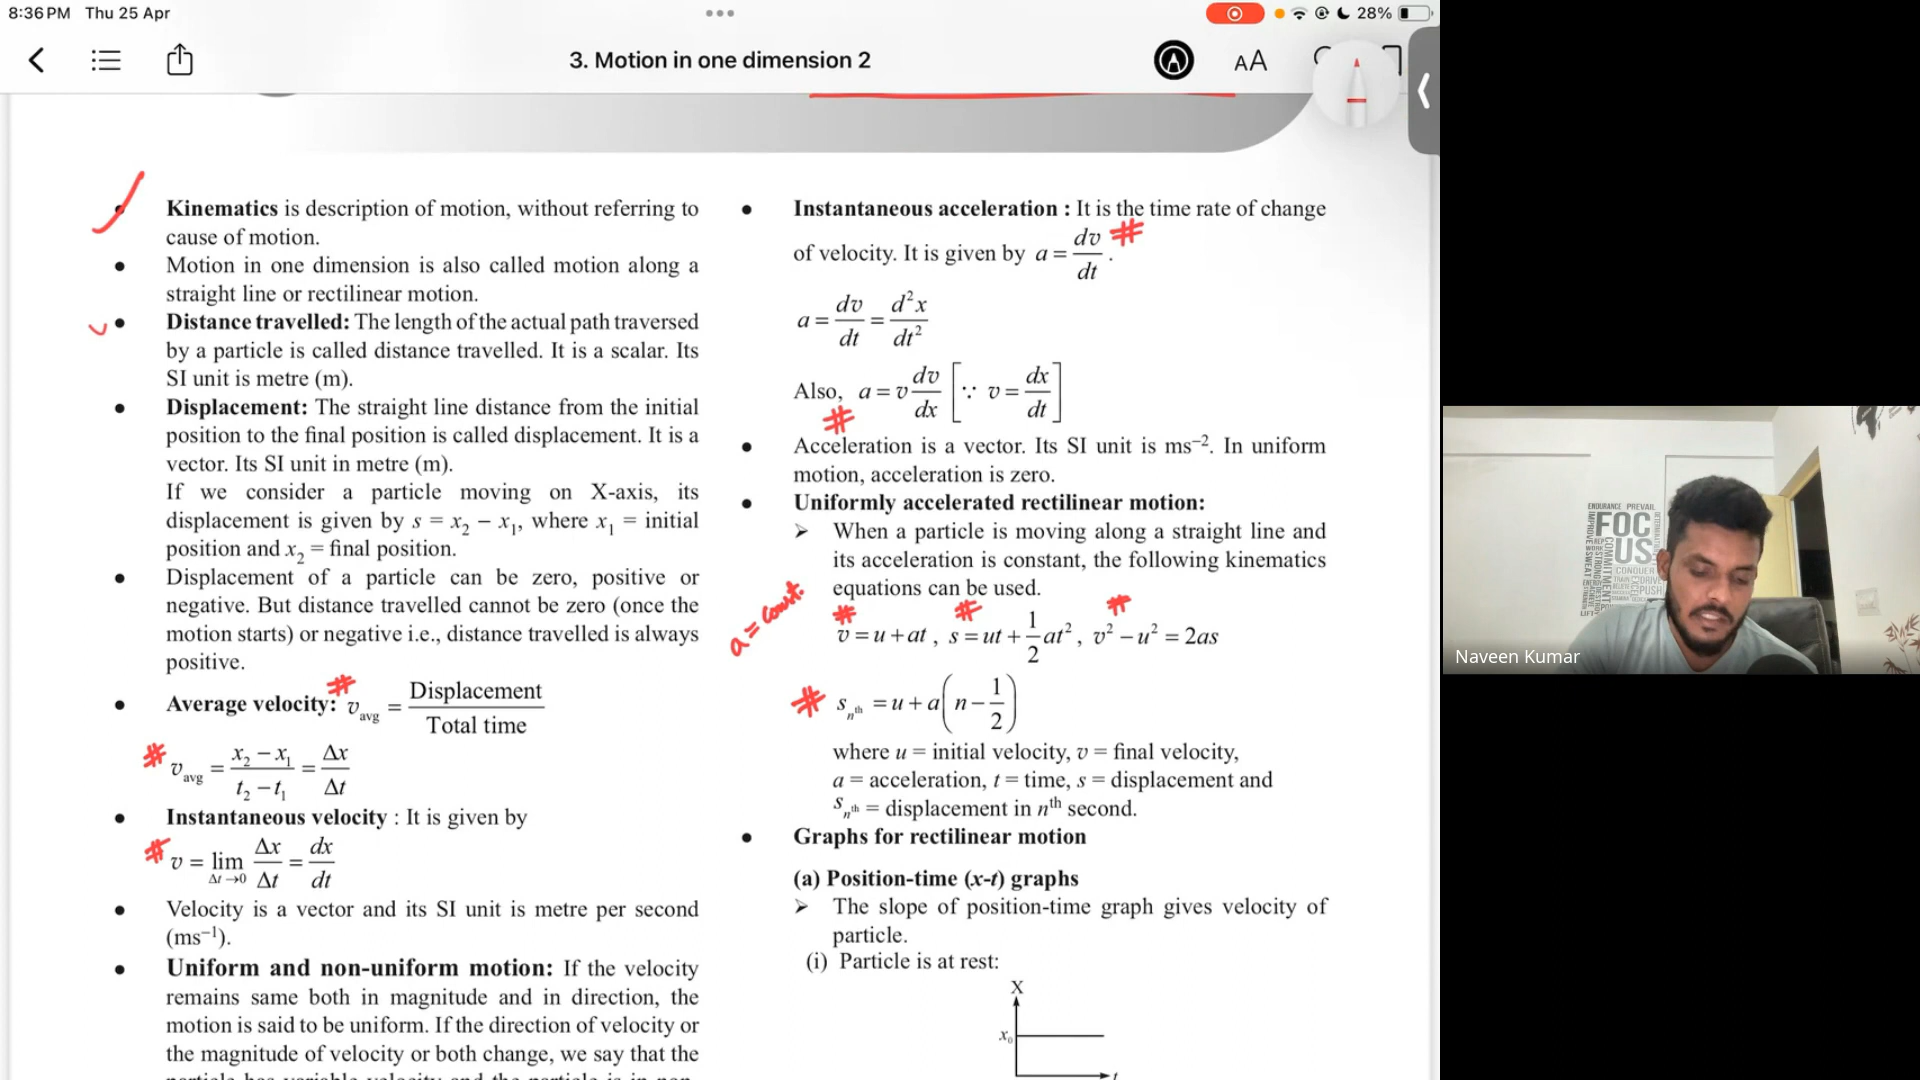 8:36 PM Thu 25 Apr
28%
3. Motion in one dimension 2
AA
Kinematics is description of motion, without referring to
cause of motion.
Motion in one dimension is also called motion along a
straight line or rectilinear motion.
Distance travelled: The length of the actual path traversed
by a particle is called distance travelled. It is a scalar. Its
SI unit is metre (m).
Displacement: The straight line distance from the initial
position to the final position is called displacement. It is a
vector. Its SI unit in metre (m).
If we consider a particle moving on X-axis, its
displacement is given by s = x₂ − x₁, where x₁ = initial
position and x₂ = final position.
Displacement of a particle can be zero, positive or
negative. But distance travelled cannot be zero (once the
motion starts) or negative i.e., distance travelled is always
positive.
Average velocity: v_avg = Displacement / Total time
# v_avg = (x₂ − x₁)/(t₂ − t₁) = Δx/Δt
Instantaneous velocity : It is given by
# v = lim Δt→0 Δx/Δt = dx/dt
Velocity is a vector and its SI unit is metre per second
(ms⁻¹).
Uniform and non-uniform motion: If the velocity
remains same both in magnitude and in direction, the
motion is said to be uniform. If the direction of velocity or
the magnitude of velocity or both change, we say that the
Instantaneous acceleration : It is the time rate of change
of velocity. It is given by a = dv/dt . #
a = dv/dt = d²x/dt²
Also, a = v dv/dx [∵ v = dx/dt]
#
Acceleration is a vector. Its SI unit is ms⁻². In uniform
motion, acceleration is zero.
Uniformly accelerated rectilinear motion:
➢ When a particle is moving along a straight line and
its acceleration is constant, the following kinematics
equations can be used.
a = const.
# # #
v = u + at , s = ut + 1/2 at² , v² − u² = 2as
# s_nth = u + a(n − 1/2)
where u = initial velocity, v = final velocity,
a = acceleration, t = time, s = displacement and
s_nth = displacement in nth second.
Graphs for rectilinear motion
(a) Position-time (x-t) graphs
➢ The slope of position-time graph gives velocity of
particle.
(i) Particle is at rest:
X
x₀
t
ENDURANCE PREVAIL
FOC
US
COMMITMENT
CONQUER
DRIVE
PUSH
Naveen Kumar